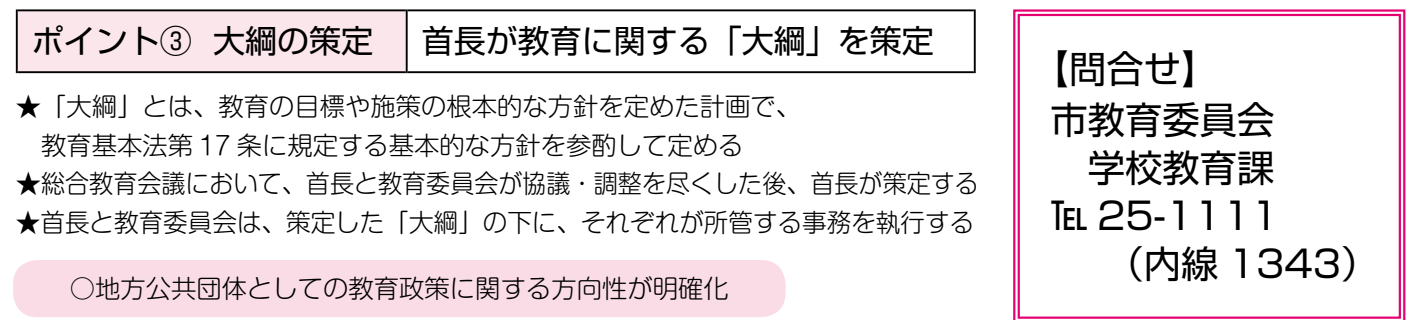 ポイント③ 大綱の策定 首長が教育に関する「大綱」を策定
★「大綱」とは、教育の目標や施策の根本的な方針を定めた計画で、
教育基本法第 17 条に規定する基本的な方針を参酌して定める
★総合教育会議において、首長と教育委員会が協議・調整を尽くした後、首長が策定する
★首長と教育委員会は、策定した「大綱」の下に、それぞれが所管する事務を執行する
○地方公共団体としての教育政策に関する方向性が明確化
【問合せ】
市教育委員会
学校教育課
℡ 25-1111
（内線 1343）